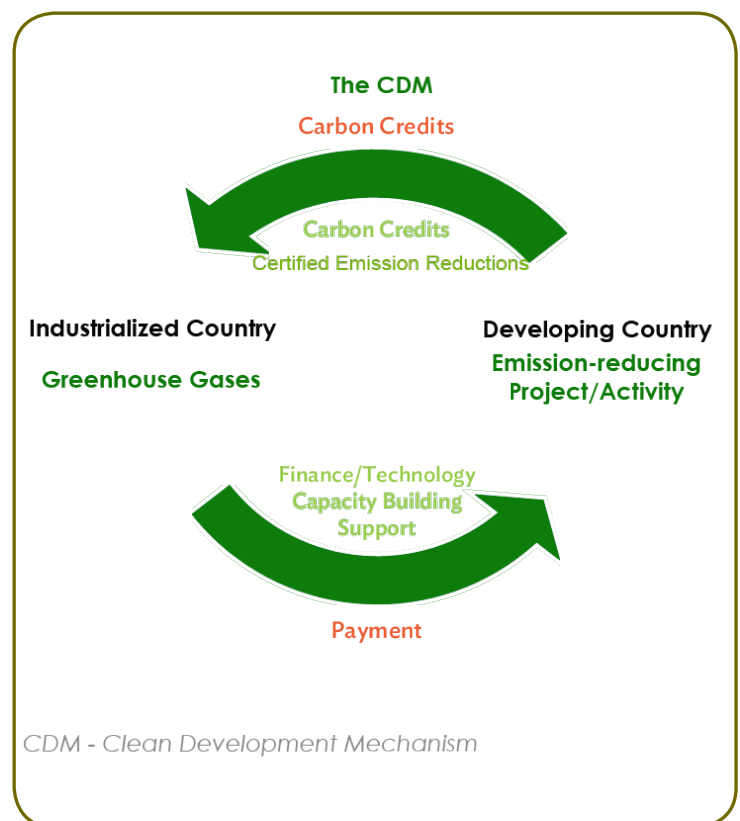 The CDM
Carbon Credits
Carbon Credits
Certified Emission Reductions
Industrialized Country
Developing Country
Greenhouse Gases
Emission-reducing
Project/Activity
Finance/Technology
Capacity Building
Support
Payment
CDM - Clean Development Mechanism